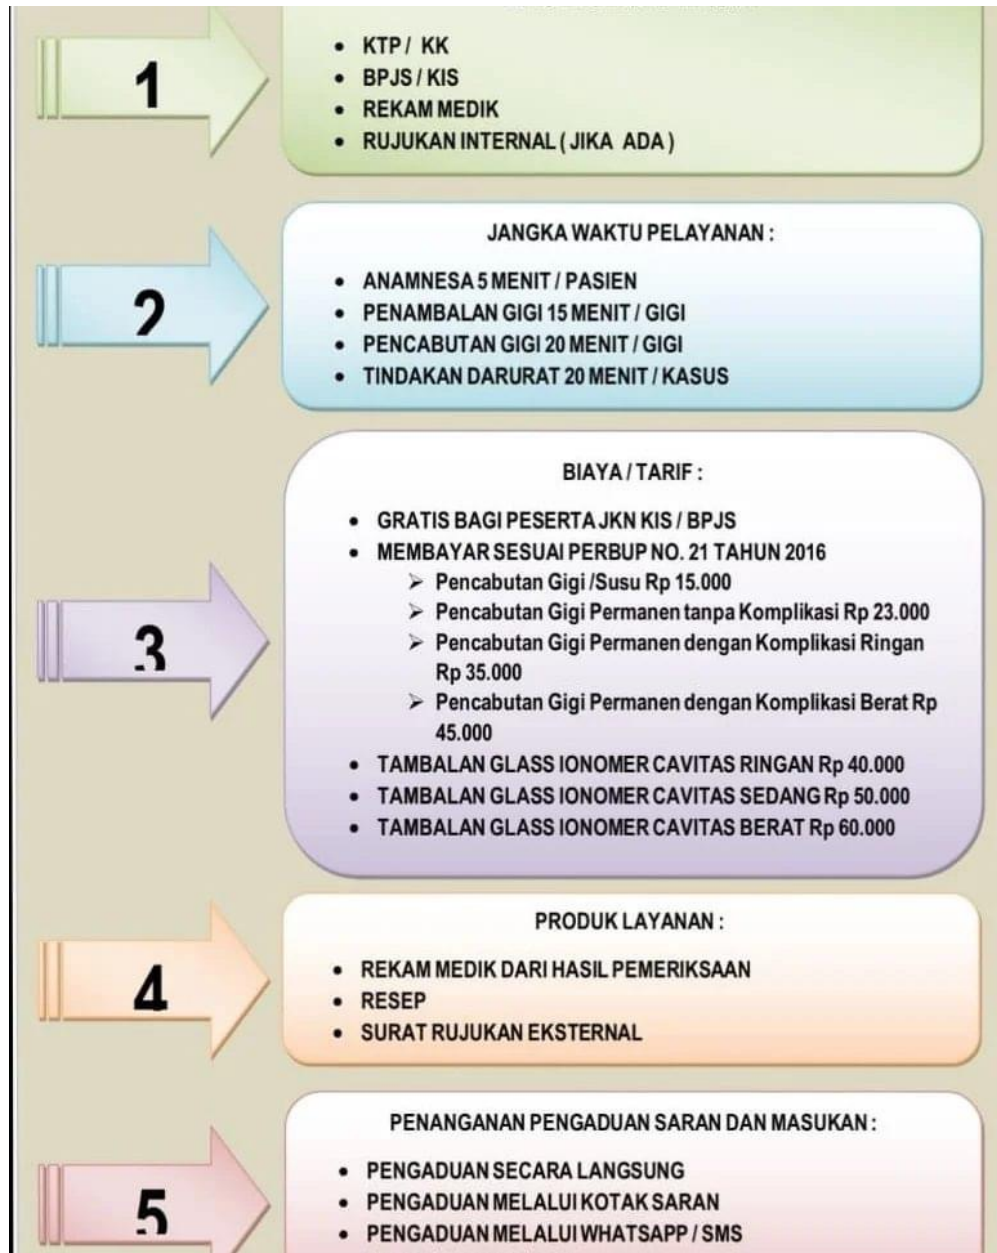 1
• KTP / KK
• BPJS / KIS
• REKAM MEDIK
• RUJUKAN INTERNAL ( JIKA ADA )
2
JANGKA WAKTU PELAYANAN :
• ANAMNESA 5 MENIT / PASIEN
• PENAMBALAN GIGI 15 MENIT / GIGI
• PENCABUTAN GIGI 20 MENIT / GIGI
• TINDAKAN DARURAT 20 MENIT / KASUS
3
BIAYA / TARIF :
• GRATIS BAGI PESERTA JKN KIS / BPJS
• MEMBAYAR SESUAI PERBUP NO. 21 TAHUN 2016
➢ Pencabutan Gigi /Susu Rp 15.000
➢ Pencabutan Gigi Permanen tanpa Komplikasi Rp 23.000
➢ Pencabutan Gigi Permanen dengan Komplikasi Ringan
Rp 35.000
➢ Pencabutan Gigi Permanen dengan Komplikasi Berat Rp
45.000
• TAMBALAN GLASS IONOMER CAVITAS RINGAN Rp 40.000
• TAMBALAN GLASS IONOMER CAVITAS SEDANG Rp 50.000
• TAMBALAN GLASS IONOMER CAVITAS BERAT Rp 60.000
4
PRODUK LAYANAN :
• REKAM MEDIK DARI HASIL PEMERIKSAAN
• RESEP
• SURAT RUJUKAN EKSTERNAL
5
PENANGANAN PENGADUAN SARAN DAN MASUKAN :
• PENGADUAN SECARA LANGSUNG
• PENGADUAN MELALUI KOTAK SARAN
• PENGADUAN MELALUI WHATSAPP / SMS